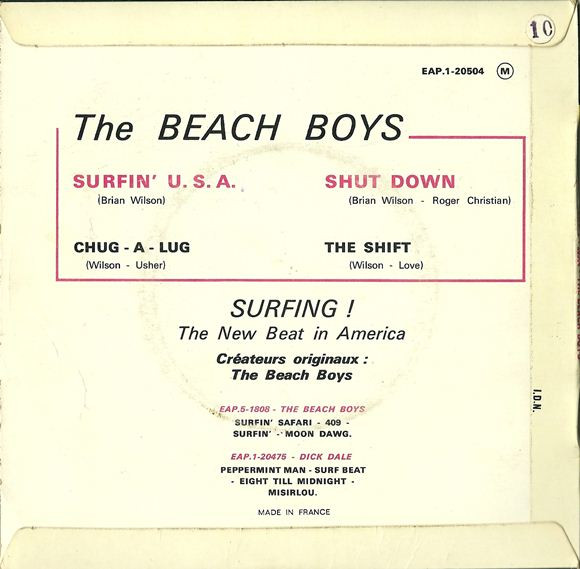 10
EAP.1-20504 M
The BEACH BOYS
SURFIN' U.S.A.
(Brian Wilson)
SHUT DOWN
(Brian Wilson - Roger Christian)
CHUG - A - LUG
(Wilson - Usher)
THE SHIFT
(Wilson - Love)
SURFING !
The New Beat in America
Créateurs originaux :
The Beach Boys
EAP.5-1808 - THE BEACH BOYS
SURFIN' SAFARI - 409 -
SURFIN' - MOON DAWG.
EAP.1-20475 - DICK DALE
PEPPERMINT MAN - SURF BEAT
- EIGHT TILL MIDNIGHT -
MISIRLOU.
MADE IN FRANCE
I.D.N.